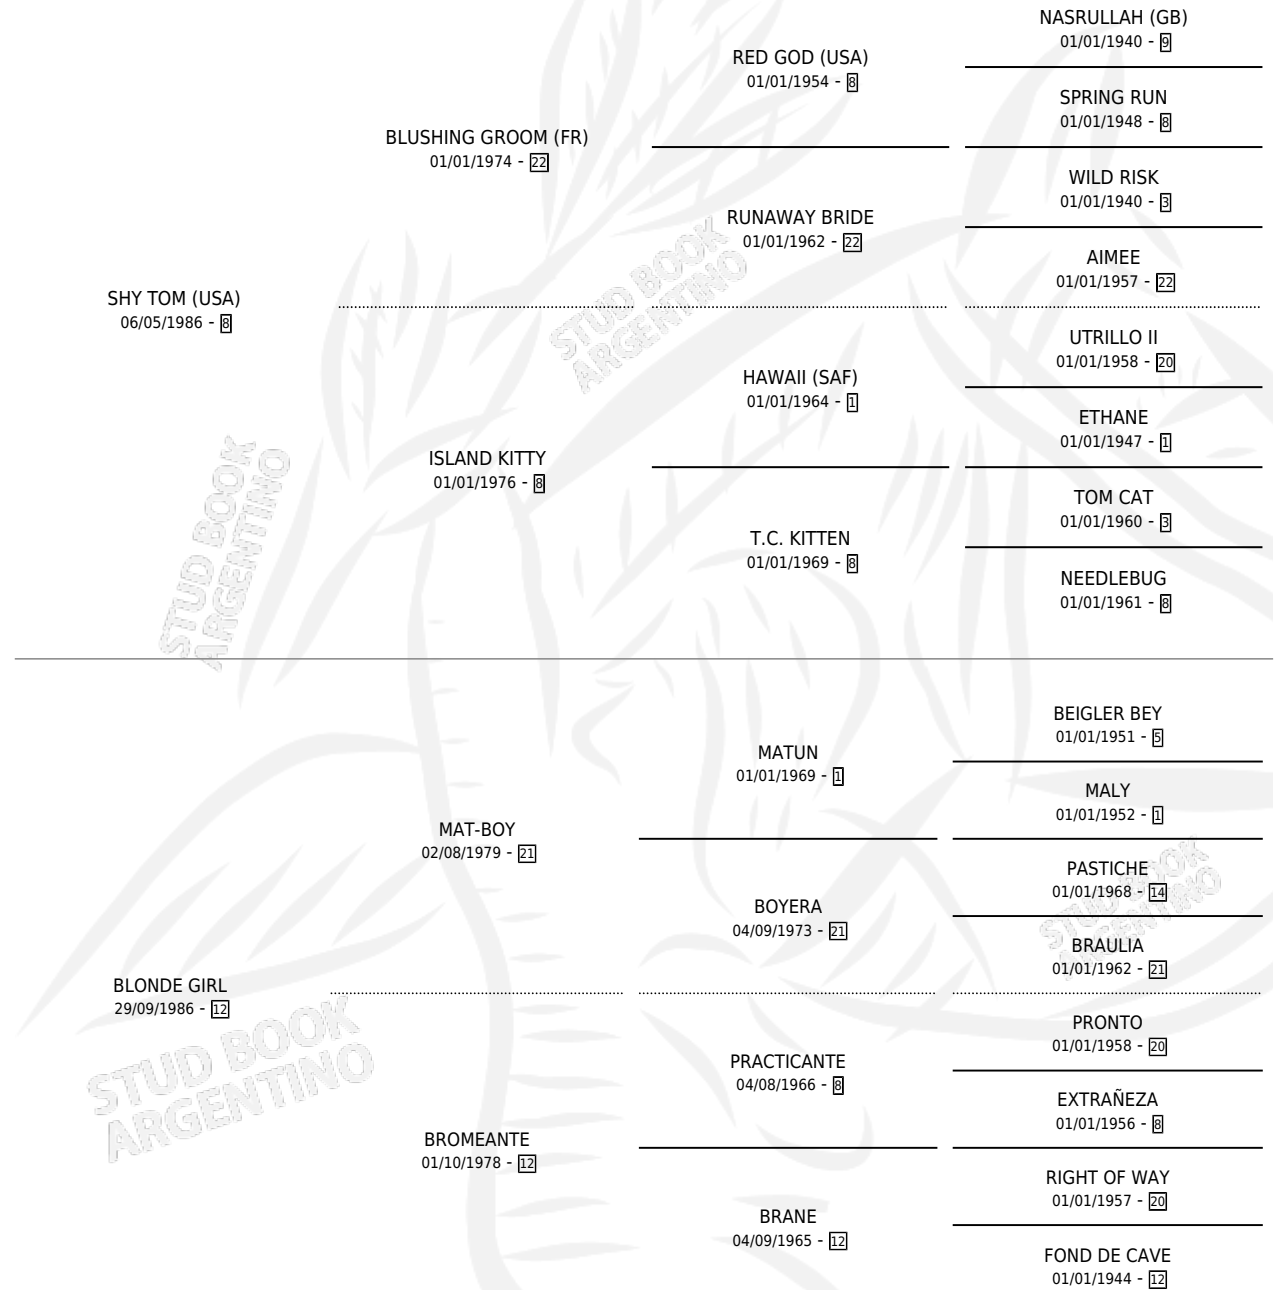 NASRULLAH (GB)
01/01/1940 - 9
RED GOD (USA)
01/01/1954 - 8
SPRING RUN
01/01/1948 - 8
BLUSHING GROOM (FR)
01/01/1974 - 22
WILD RISK
01/01/1940 - 3
RUNAWAY BRIDE
01/01/1962 - 22
AIMEE
01/01/1957 - 22
SHY TOM (USA)
06/05/1986 - 8
UTRILLO II
01/01/1958 - 20
HAWAII (SAF)
01/01/1964 - 1
ETHANE
01/01/1947 - 1
ISLAND KITTY
01/01/1976 - 8
TOM CAT
01/01/1960 - 3
T.C. KITTEN
01/01/1969 - 8
NEEDLEBUG
01/01/1961 - 8
BEIGLER BEY
01/01/1951 - 5
MATUN
01/01/1969 - 1
MALY
01/01/1952 - 1
MAT-BOY
02/08/1979 - 21
PASTICHE
01/01/1968 - 14
BOYERA
04/09/1973 - 21
BRAULIA
01/01/1962 - 21
BLONDE GIRL
29/09/1986 - 12
PRONTO
01/01/1958 - 20
PRACTICANTE
04/08/1966 - 8
EXTRAÑEZA
01/01/1956 - 8
BROMEANTE
01/10/1978 - 12
RIGHT OF WAY
01/01/1957 - 20
BRANE
04/09/1965 - 12
FOND DE CAVE
01/01/1944 - 12
STUD BOOK
ARGENTINO
STUD BOOK
ARGENTINO
STUD BOOK
ARGENTINO
STUD BOOK
ARGENTINO